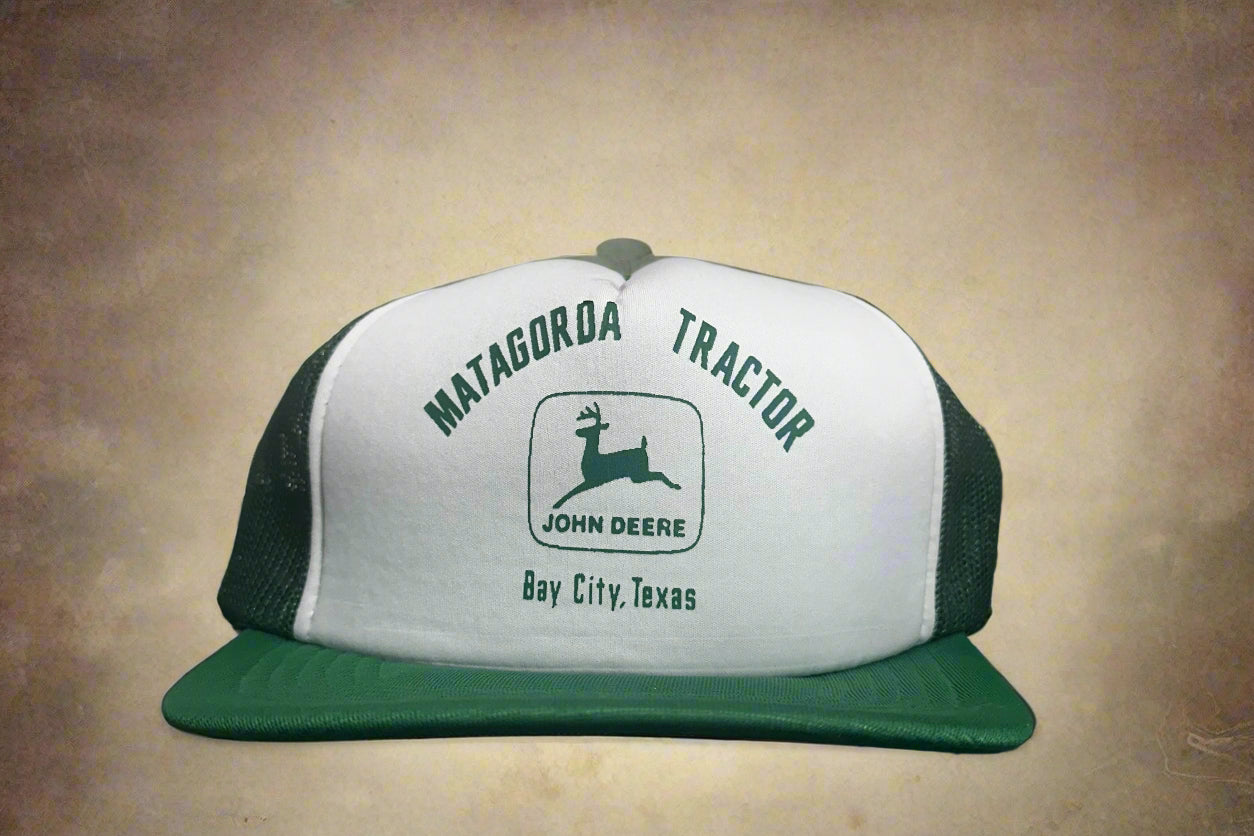 MATAGORDA TRACTOR
JOHN DEERE
Bay City, Texas